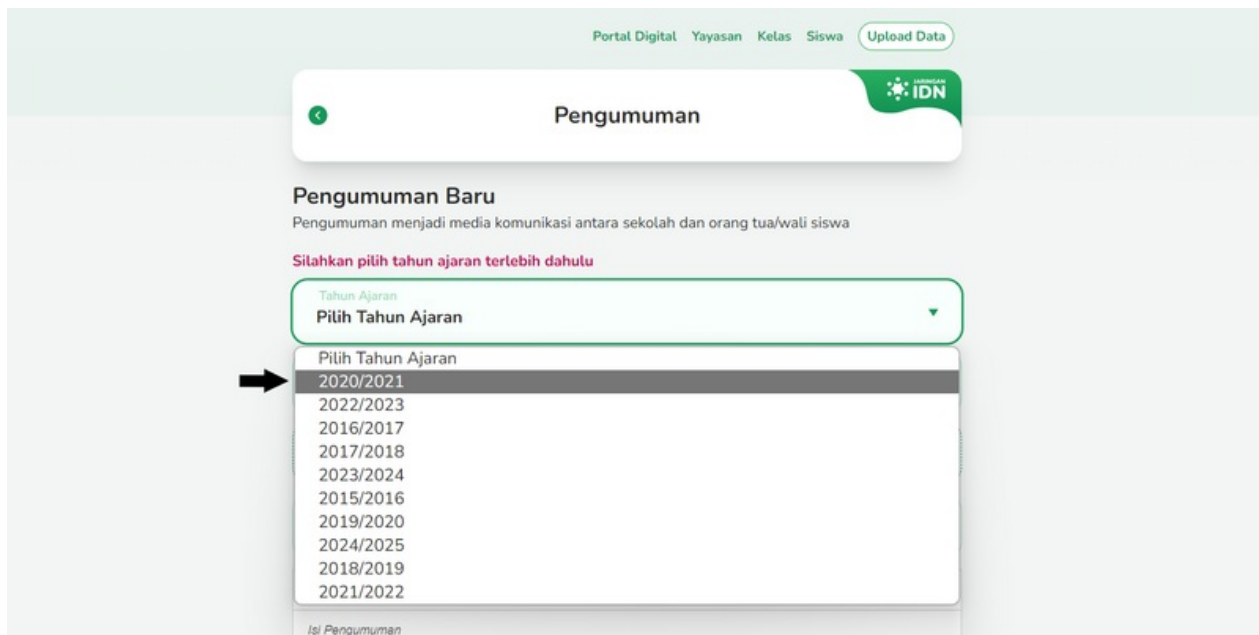 Portal Digital Yayasan Kelas Siswa Upload Data
JARINGAN
IDN
Pengumuman
Pengumuman Baru
Pengumuman menjadi media komunikasi antara sekolah dan orang tua/wali siswa
Silahkan pilih tahun ajaran terlebih dahulu
Tahun Ajaran
Pilih Tahun Ajaran
Pilih Tahun Ajaran
2020/2021
2022/2023
2016/2017
2017/2018
2023/2024
2015/2016
2019/2020
2024/2025
2018/2019
2021/2022
Isi Pengumuman